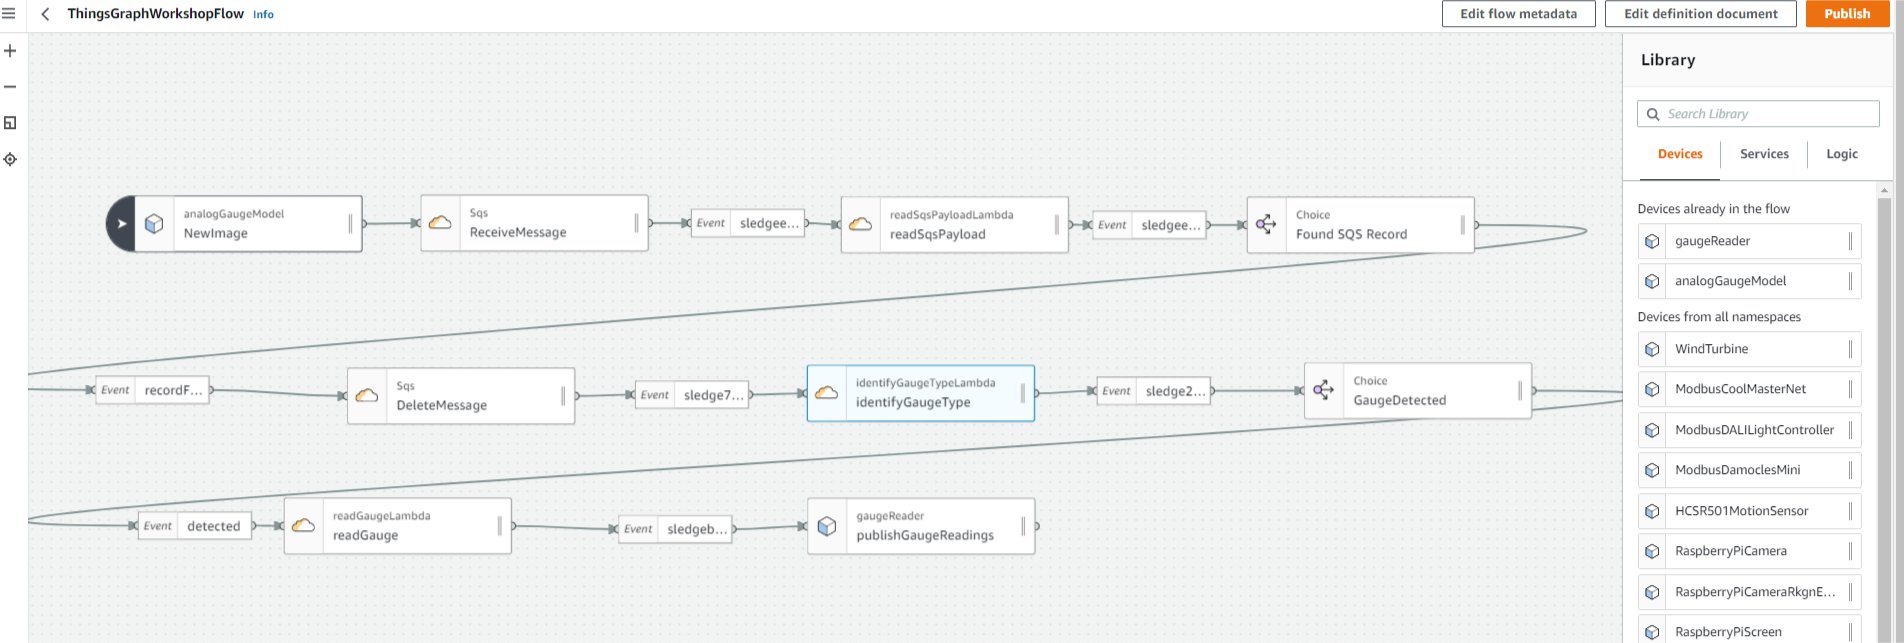 ThingsGraphWorkshopFlow Info
Edit flow metadata
Edit definition document
Publish
analogGaugeModel
NewImage
Sqs
ReceiveMessage
Event sledgee...
readSqsPayloadLambda
readSqsPayload
Event sledgee...
Choice
Found SQS Record
Event recordF...
Sqs
DeleteMessage
Event sledge7...
identifyGaugeTypeLambda
identifyGaugeType
Event sledge2...
Choice
GaugeDetected
Event detected
readGaugeLambda
readGauge
Event sledgeb...
gaugeReader
publishGaugeReadings
Library
Search Library
Devices Services Logic
Devices already in the flow
gaugeReader
analogGaugeModel
Devices from all namespaces
WindTurbine
ModbusCoolMasterNet
ModbusDALILightController
ModbusDamoclesMini
HCSR501MotionSensor
RaspberryPiCamera
RaspberryPiCameraRkgnE...
RaspberryPiScreen